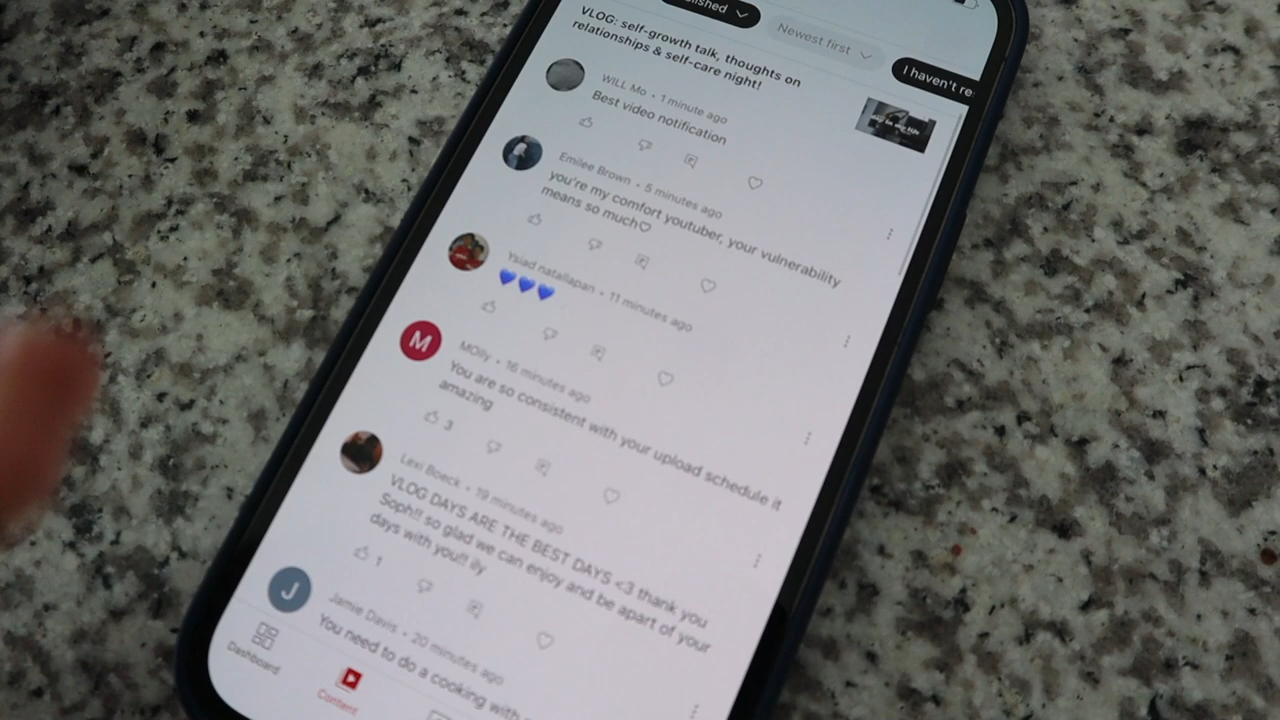 Newest first
I haven't re
VLOG: self-growth talk, thoughts on
relationships & self-care night!
WILL Mo • 1 minute ago
Best video notification
Emilee Brown • 5 minutes ago
you're my comfort youtuber, your vulnerability
means so much♡
Ysiad natallapan • 11 minutes ago
💙💙💙
M
MOlly • 16 minutes ago
You are so consistent with your upload schedule it
amazing
3
Lexi Boeck • 19 minutes ago
VLOG DAYS ARE THE BEST DAYS <3 thank you
Soph!! so glad we can enjoy and be apart of your
days with you!! ily
1
J
Jamie Davis • 20 minutes ago
You need to do a cooking with
Dashboard
Content